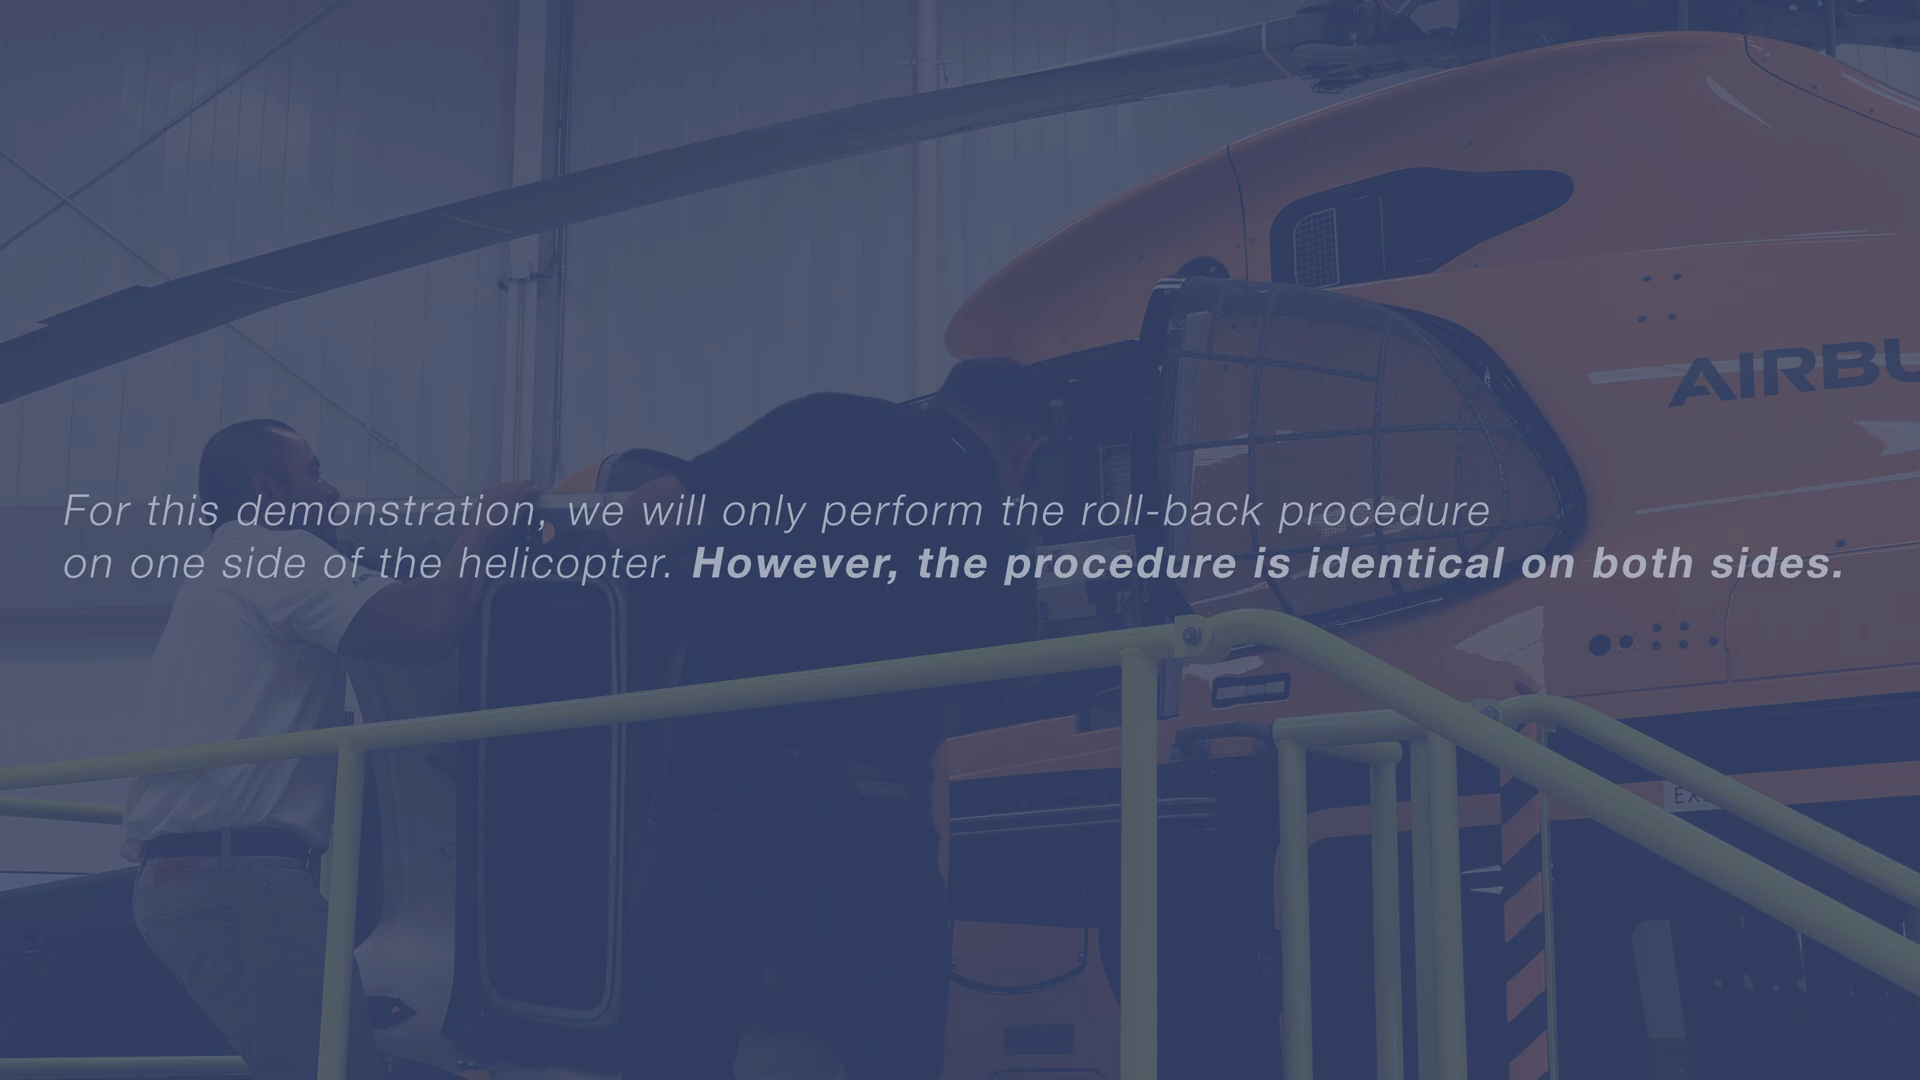 AIRBU
For this demonstration, we will only perform the roll-back procedure
on one side of the helicopter. However, the procedure is identical on both sides.